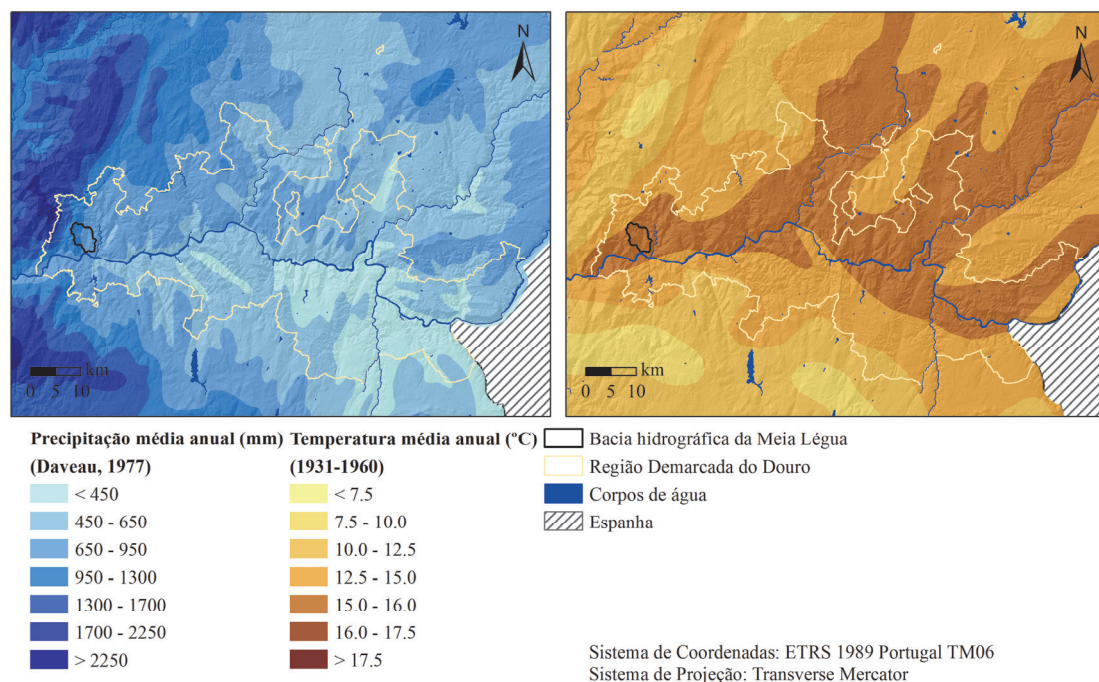 N
N
km
0 5 10
km
0 5 10
Precipitação média anual (mm)
(Daveau, 1977)
< 450
450 - 650
650 - 950
950 - 1300
1300 - 1700
1700 - 2250
> 2250
Temperatura média anual (ºC)
(1931-1960)
< 7.5
7.5 - 10.0
10.0 - 12.5
12.5 - 15.0
15.0 - 16.0
16.0 - 17.5
> 17.5
Bacia hidrográfica da Meia Légua
Região Demarcada do Douro
Corpos de água
Espanha
Sistema de Coordenadas: ETRS 1989 Portugal TM06
Sistema de Projeção: Transverse Mercator